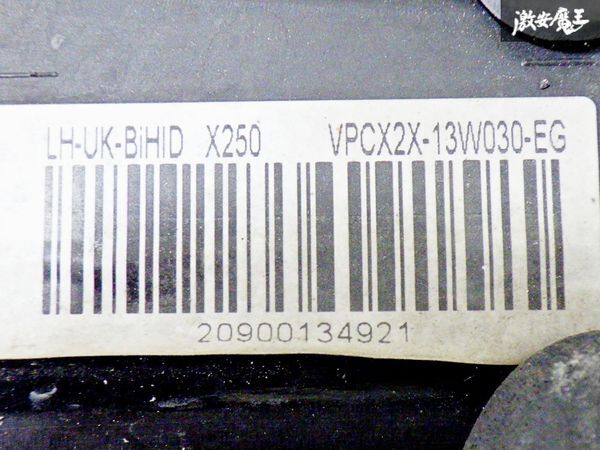 激安魔王
LH-UK-BiHID X250 VPCX2X-13W030-EG
20900134921